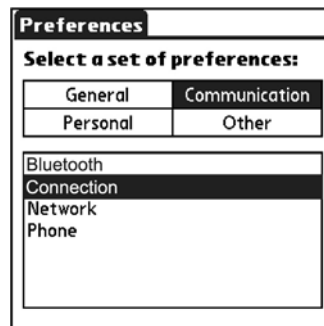 Preferences
Select a set of preferences:
General Communication
Personal Other
Bluetooth
Connection
Network
Phone